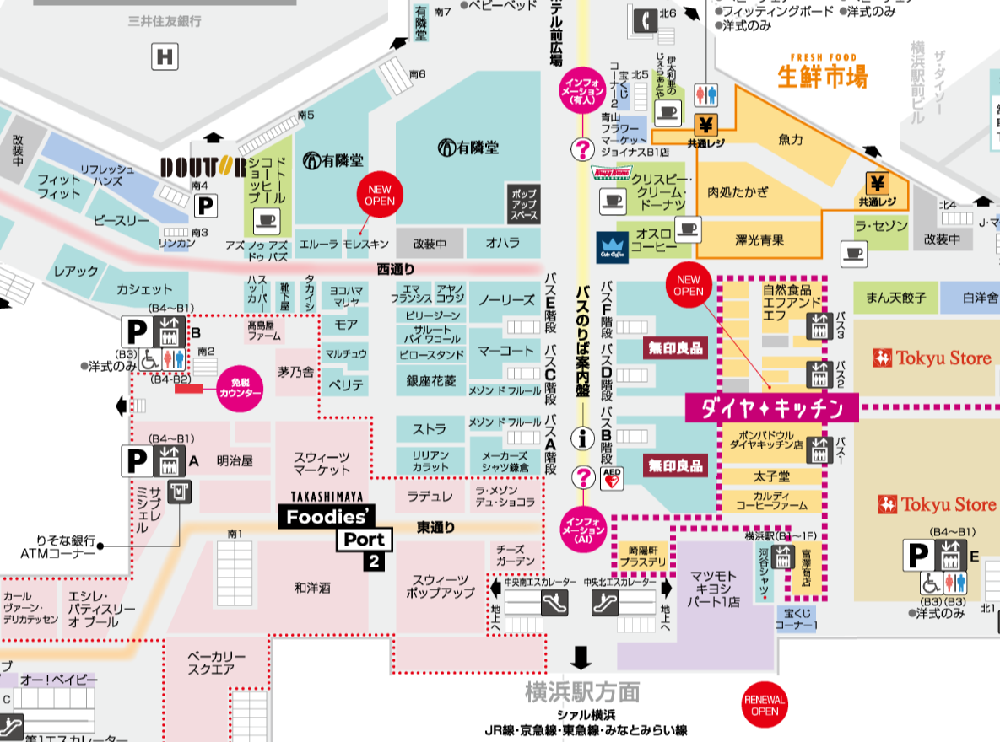 三井住友銀行
H
有隣堂
南7
●ベビーベッド
ホテル前広場
北6
●フィッティングボード ●洋式のみ
●洋式のみ
FRESH FOOD
生鮮市場
ザ・ダイソー
横浜駅前ビル
南6
南5
インフォ
メーション
(有人)
?
宝くじ
コーナー2
北5
伊太利亜の
じぇらぁとや
青山
フラワー
マーケット
ジョイナスB1店
¥
共通レジ
魚力
¥
共通レジ
改装中
リフレッシュ
ハンズ
フィット
フィット
ビースリー
DOUTOR
ドトール
コーヒー
ショップ
南4
P
南3
リンカン
有隣堂
有隣堂
NEW
OPEN
ポップ
アップ
スペース
Krispy Kreme
クリスピー・
クリーム・
ドーナツ
肉処たかぎ
Oslo Coffee
オスロ
コーヒー
澤光青果
ラ・セゾン
北4
改装中
J・マ
アズ ノゥ アズ
ドゥ バズ
エルーラ
モレスキン
改装中
オハラ
レアック
カシェット
西通り
スーパー
ハッカ
靴下屋
タカイシ
ヨコハマ
マリヤ
エマ
フランシス
アヤノ
コウジ
ノーリーズ
バスE階段
バスのりば案内盤
バスF階段
NEW
OPEN
自然食品
エフアンド
エフ
まん天餃子
白洋舎
P
(B4~B1)
B
(B3)
●洋式のみ
(B4-B2)
南2
髙島屋
ファーム
モア
ビリージーン
サルート
バイ ワコール
マルチュウ
ピロースタンド
マーコート
茅乃舎
ベリテ
銀座花菱
メゾン ド フルール
バスC階段
バスD階段
無印良品
バス3
バス2
Tokyu Store
免税
カウンター
ダイヤ キッチン
ストラ
メゾン ド フルール
リリアン
カラット
メーカーズ
シャツ鎌倉
バスA階段
i
バスB階段
無印良品
ボンパドウル
ダイヤキッチン店
バス1
太子堂
カルディ
コーヒーファーム
P
(B4~B1)
A
明治屋
スウィーツ
マーケット
?
AED
インフォ
メーション
(AI)
サミジ
シェル
TAKASHIMAYA
Foodies'
Port
2
ラデュレ
ラ・メゾン
デュ・ショコラ
Tokyu Store
りそな銀行
ATMコーナー
南1
東通り
チーズ
ガーデン
崎陽軒
プラスデリ
横浜駅(B1~1F)
河谷シャツ
富澤商店
(B4~B1)
P
E
(B3)(B3)
●洋式のみ
和洋酒
スウィーツ
ポップアップ
中央南エスカレーター
中央北エスカレーター
地上へ
地上へ
マツモト
キヨシ
パート1店
宝くじ
コーナー1
北1
カール
ヴァーン・
デリカテッセン
エシレ・
パティスリー
オ ブール
ベーカリー
スクエア
ブ
オー!ベイビー
C
第1エスカレーター
横浜駅方面
シァル横浜
JR線・京急線・東急線・みなとみらい線
RENEWAL
OPEN